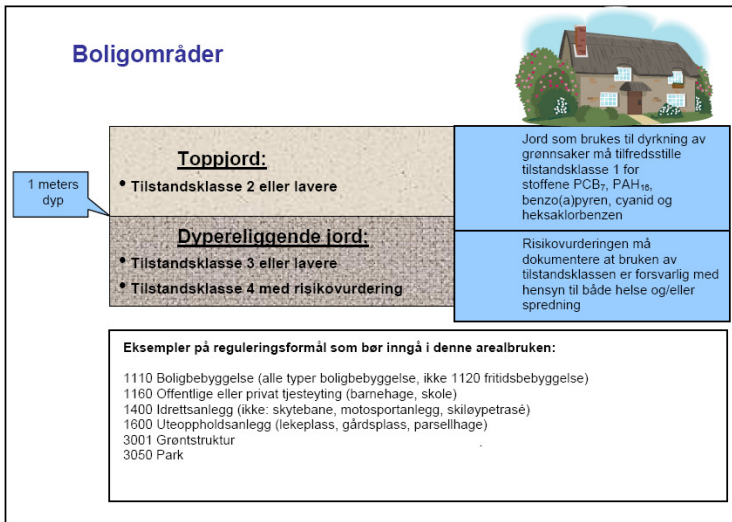 Boligområder
Toppjord:
• Tilstandsklasse 2 eller lavere
Jord som brukes til dyrkning av
grønnsaker må tilfredsstille
tilstandsklasse 1 for
stoffene PCB₇, PAH₁₆,
benzo(a)pyren, cyanid og
heksaklorbenzen
1 meters
dyp
Dypereliggende jord:
• Tilstandsklasse 3 eller lavere
• Tilstandsklasse 4 med risikovurdering
Risikovurderingen må
dokumentere at bruken av
tilstandsklassen er forsvarlig med
hensyn til både helse og/eller
spredning
Eksempler på reguleringsformål som bør inngå i denne arealbruken:
1110 Boligbebyggelse (alle typer boligbebyggelse, ikke 1120 fritidsbebyggelse)
1160 Offentlige eller privat tjesteyting (barnehage, skole)
1400 Idrettsanlegg (ikke: skytebane, motosportanlegg, skiløypetrasé)
1600 Uteoppholdsanlegg (lekeplass, gårdsplass, parsellhage)
3001 Grøntstruktur
3050 Park